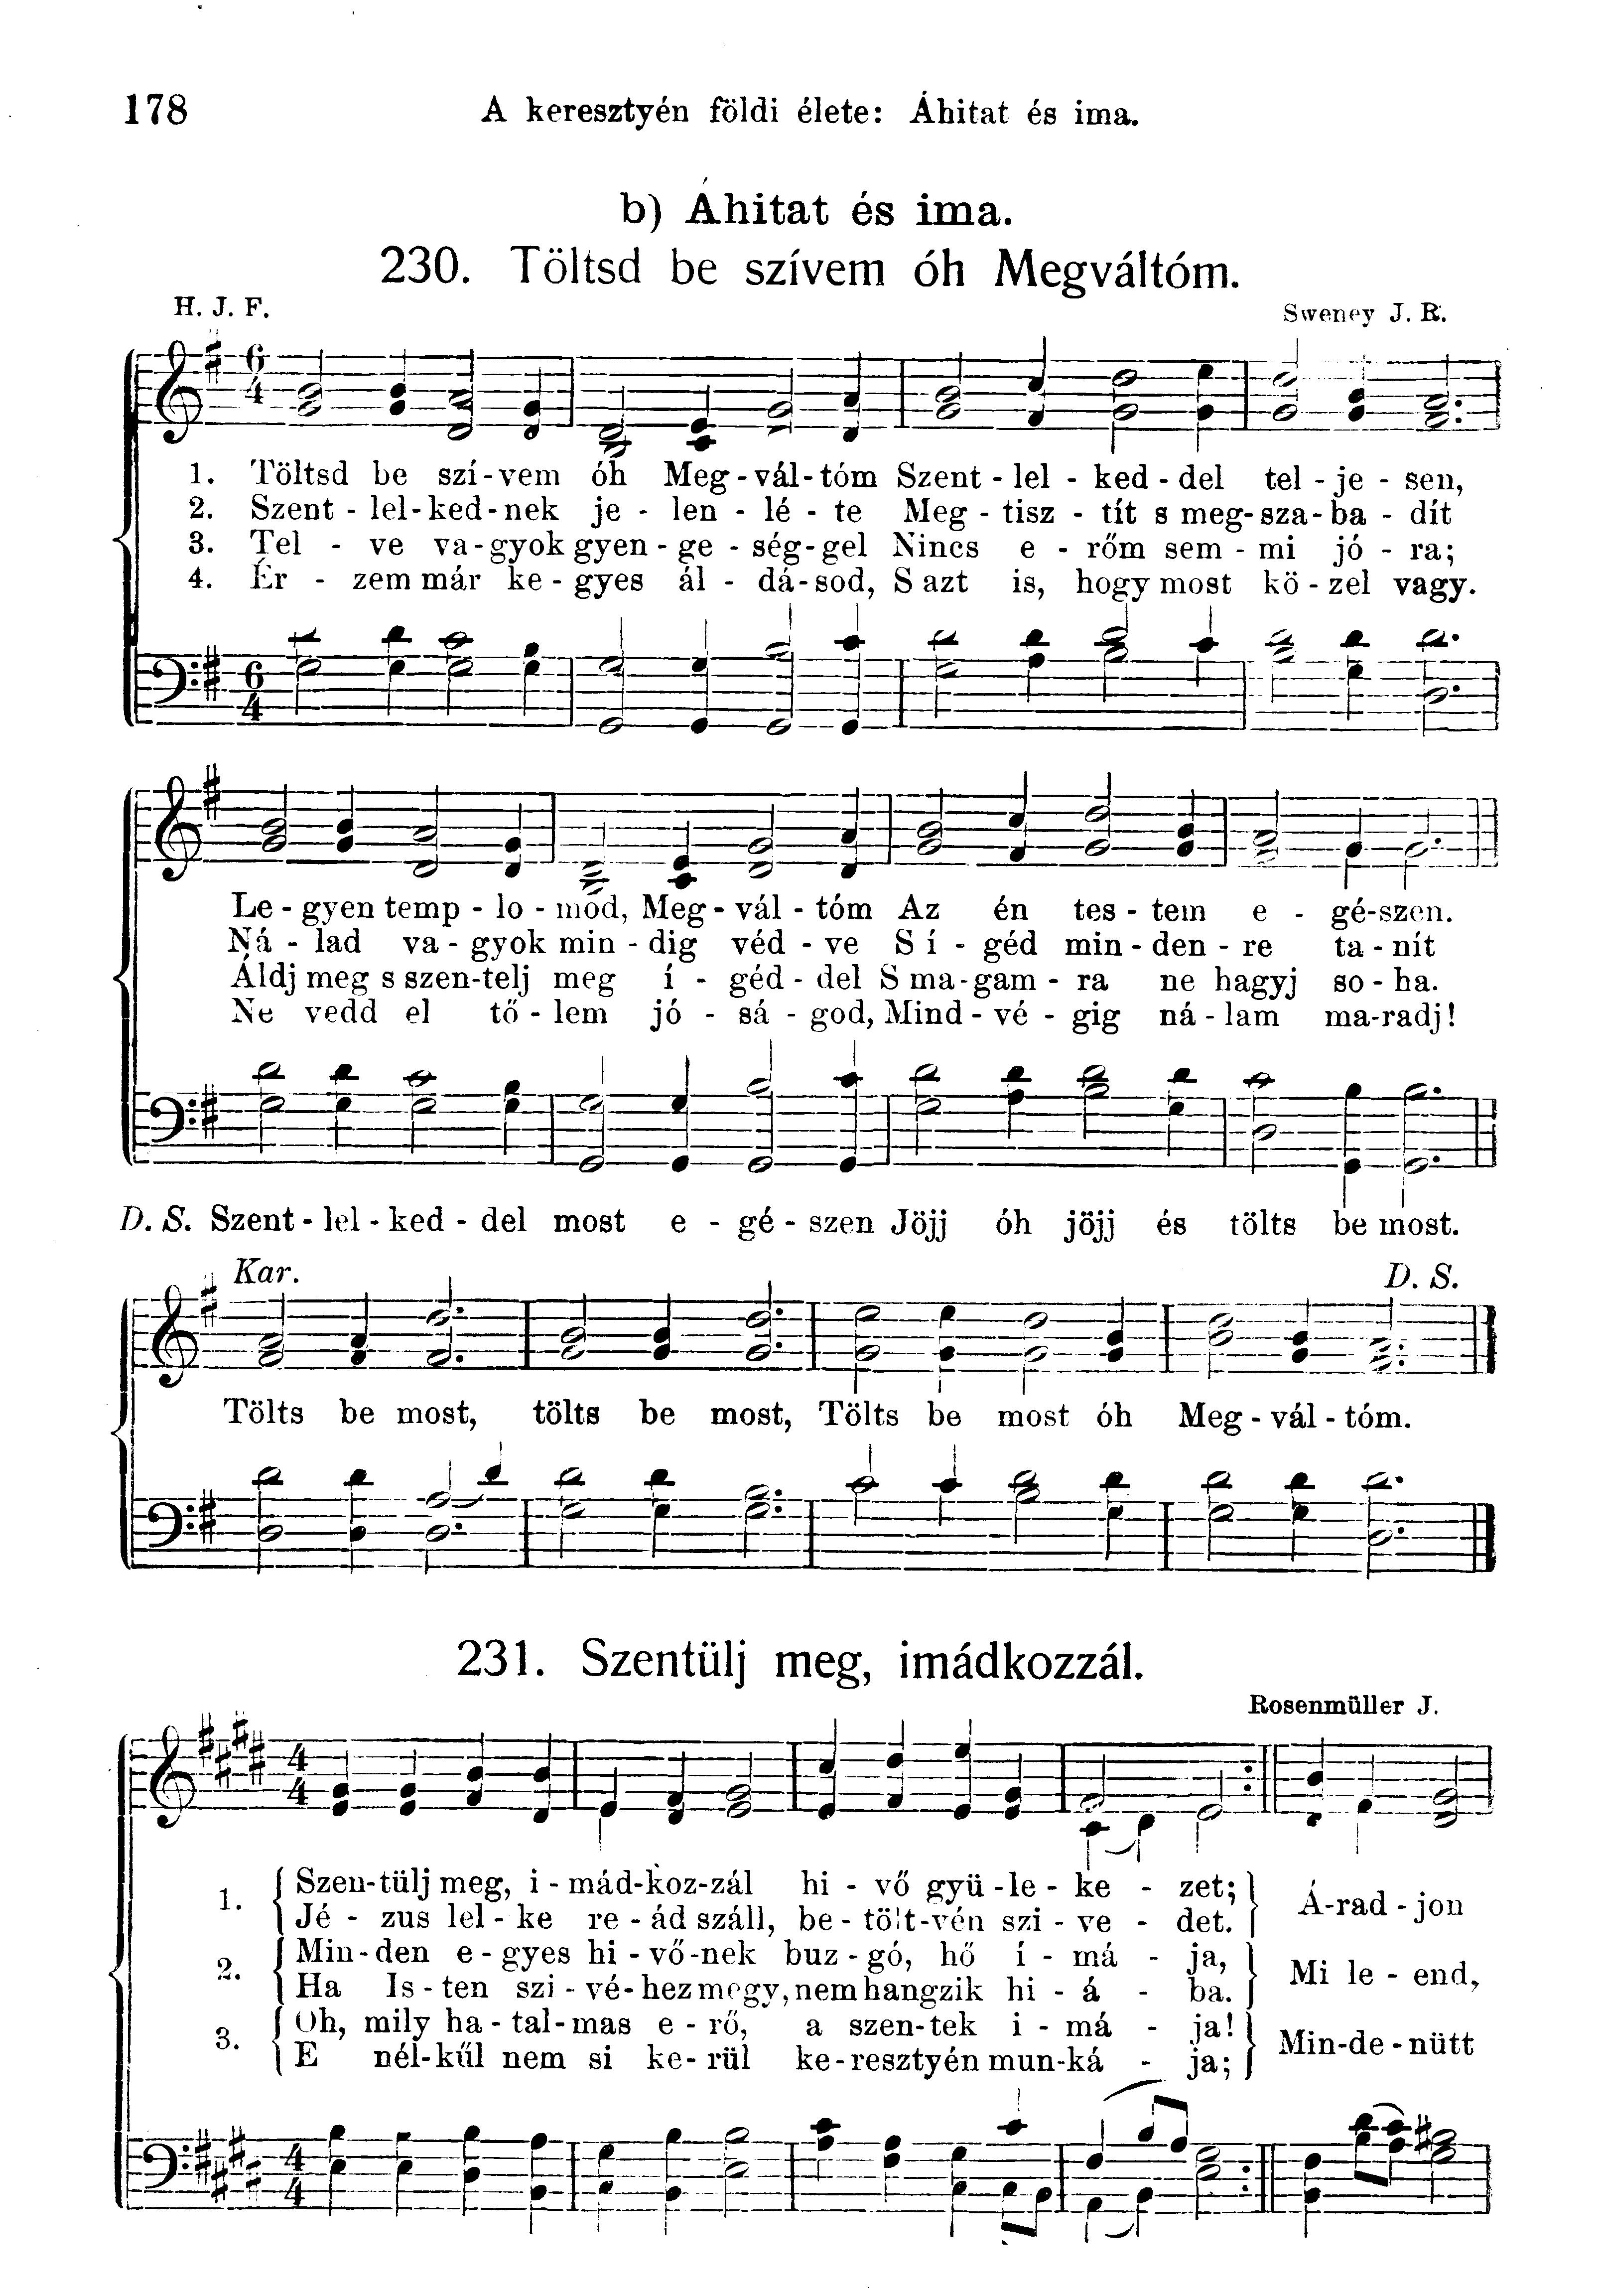 178
A keresztyén földi élete: Áhitat és ima.
b) Áhitat és ima.
230. Töltsd be szívem óh Megváltóm.
H. J. F.
Sweney J. R.
6
4
1. Töltsd be szí-vem óh Meg-vál-tóm Szent-lel-ked-del tel-je-sen,
2. Szent-lel-ked-nek je-len-lé-te Meg-tisz-tít s meg-sza-ba-dít
3. Tel-ve va-gyok gyen-ge-ség-gel Nincs e-rőm sem-mi jó-ra;
4. Ér-zem már ke-gyes ál-dá-sod, S azt is, hogy most kö-zel vagy.
6
4
Le-gyen temp-lo-mod, Meg-vál-tóm Az én tes-tem e-gé-szen.
Ná-lad va-gyok min-dig véd-ve S í-géd min-den-re ta-nít
Áldj meg s szen-telj meg í-géd-del S ma-gam-ra ne hagyj so-ha.
Ne vedd el tő-lem jó-sá-god, Mind-vé-gig ná-lam ma-radj!
D. S. Szent-lel-ked-del most e-gé-szen Jöjj óh jöjj és tölts be most.
Kar.
D. S.
Tölts be most, tölts be most, Tölts be most óh Meg-vál-tóm.
231. Szentülj meg, imádkozzál.
Rosenmüller J.
4
4
1. Szen-tülj meg, i-mád-koz-zál hi-vő gyü-le-ke-zet; Á-rad-jon
Jé-zus lel-ke re-ád száll, be-tölt-vén szi-ve-det.
2. Min-den e-gyes hi-vő-nek buz-gó, hő í-má-ja, Mi le-end,
Ha Is-ten szi-vé-hez megy, nem hangzik hi-á-ba.
3. Oh, mily ha-tal-mas e-rő, a szen-tek i-má-ja! Min-de-nütt
E nél-kűl nem si ke-rül ke-resztyén mun-ká-ja;
4
4